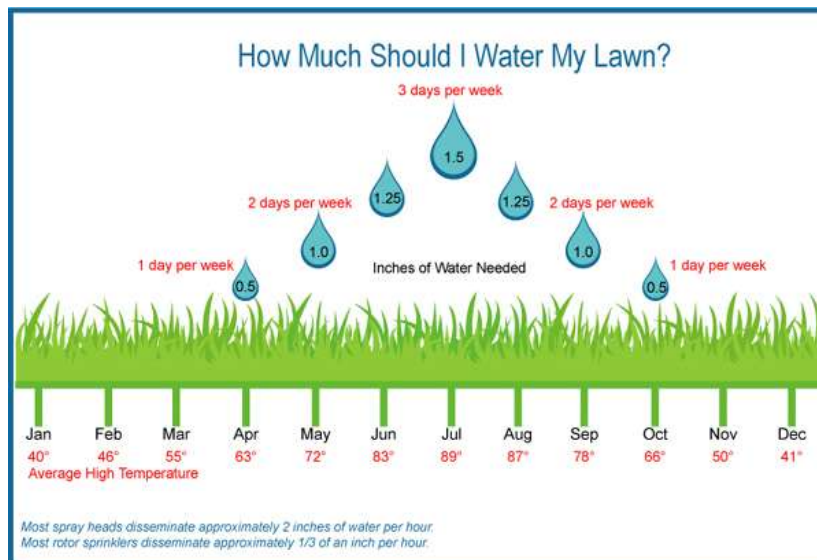 How Much Should I Water My Lawn?
3 days per week
1.5
1.25
1.25
2 days per week
2 days per week
1.0
1.0
1 day per week
Inches of Water Needed
1 day per week
0.5
0.5
Jan Feb Mar Apr May Jun Jul Aug Sep Oct Nov Dec
40° 46° 55° 63° 72° 83° 89° 87° 78° 66° 50° 41°
Average High Temperature
Most spray heads disseminate approximately 2 inches of water per hour.
Most rotor sprinklers disseminate approximately 1/3 of an inch per hour.